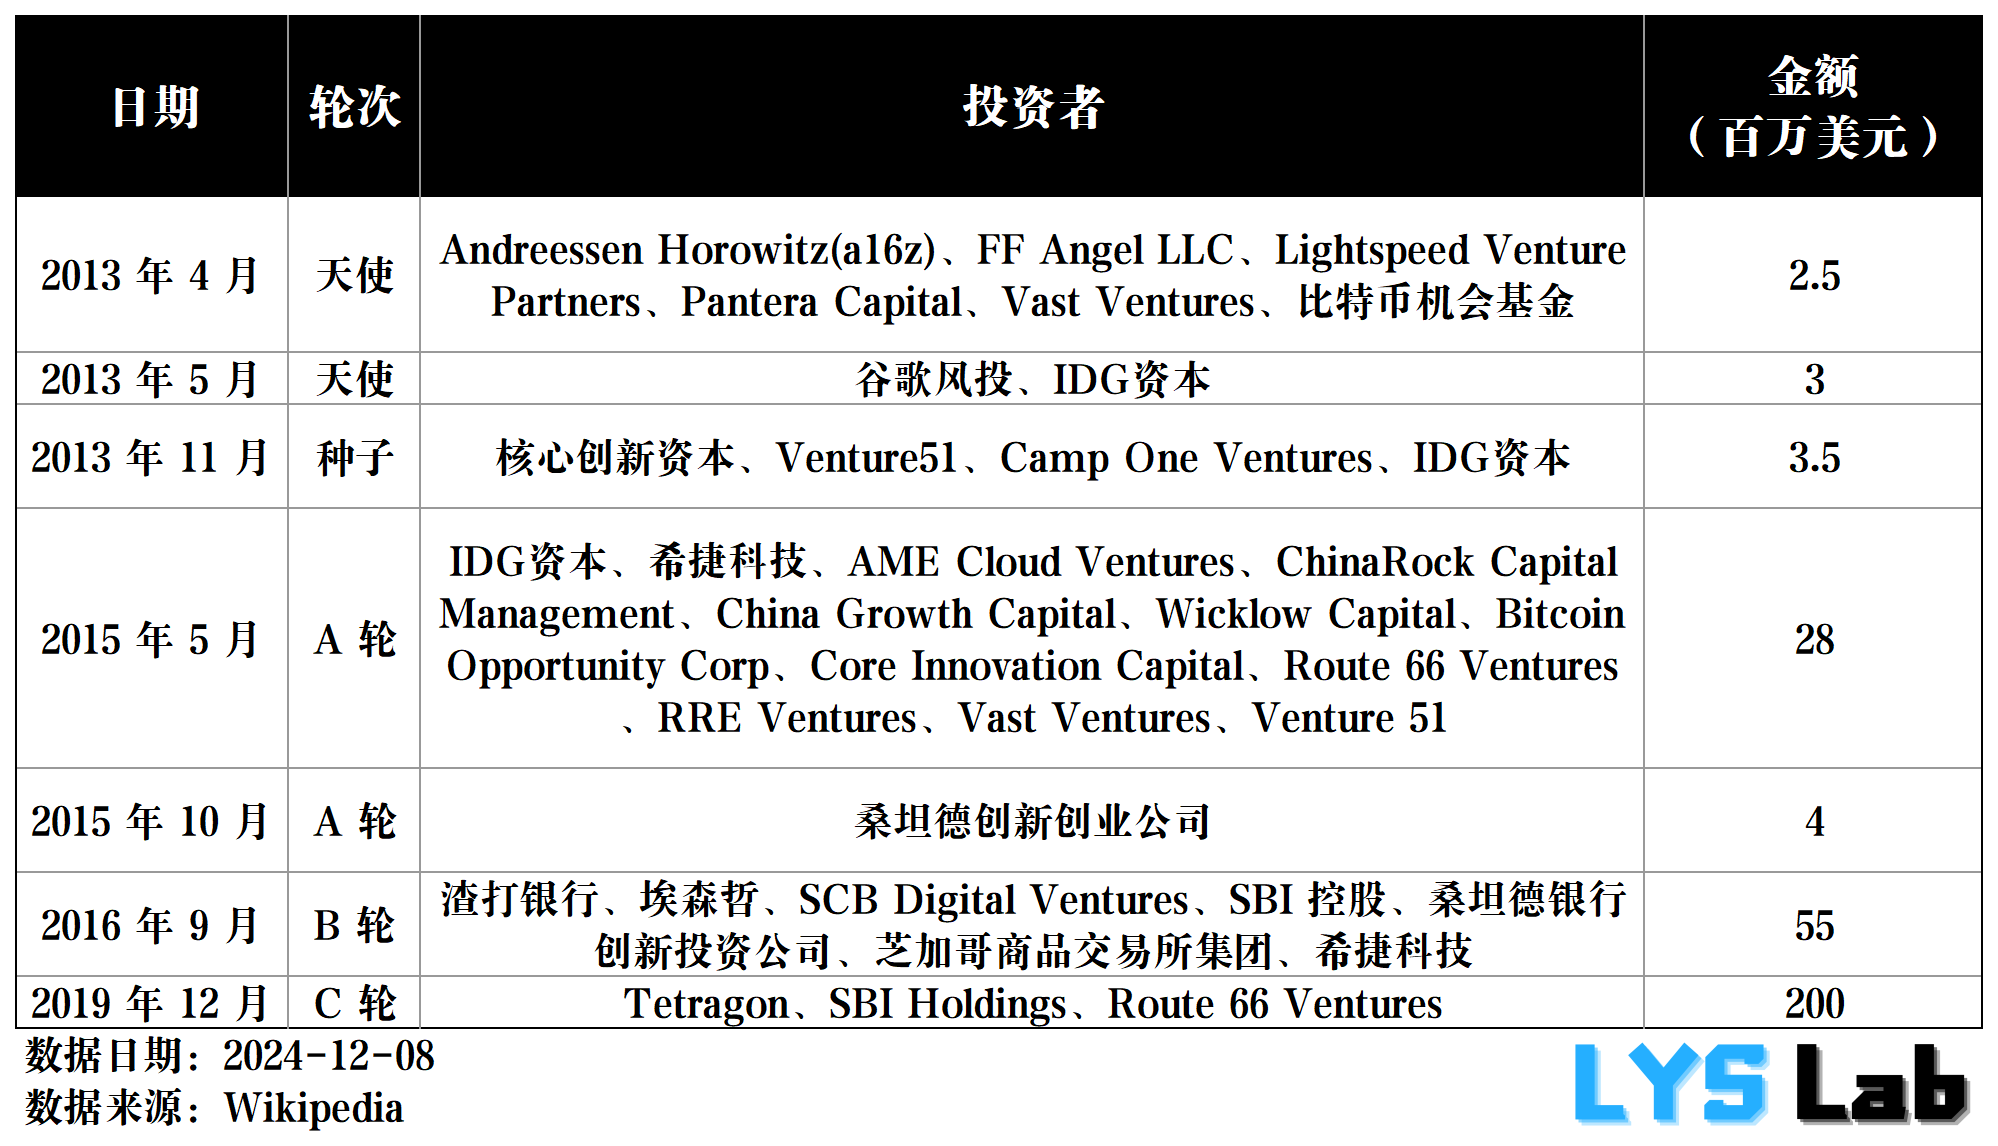 日期 轮次 投资者 金额
（百万美元）
2013 年 4 月 天使 Andreessen Horowitz(a16z)、FF Angel LLC、Lightspeed Venture
Partners、Pantera Capital、Vast Ventures、比特币机会基金 2.5
2013 年 5 月 天使 谷歌风投、IDG资本 3
2013 年 11 月 种子 核心创新资本、Venture51、Camp One Ventures、IDG资本 3.5
2015 年 5 月 A 轮 IDG资本、希捷科技、AME Cloud Ventures、ChinaRock Capital
Management、China Growth Capital、Wicklow Capital、Bitcoin
Opportunity Corp、Core Innovation Capital、Route 66 Ventures
、RRE Ventures、Vast Ventures、Venture 51 28
2015 年 10 月 A 轮 桑坦德创新创业公司 4
2016 年 9 月 B 轮 渣打银行、埃森哲、SCB Digital Ventures、SBI 控股、桑坦德银行
创新投资公司、芝加哥商品交易所集团、希捷科技 55
2019 年 12 月 C 轮 Tetragon、SBI Holdings、Route 66 Ventures 200
数据日期：2024-12-08
数据来源：Wikipedia
LYS Lab